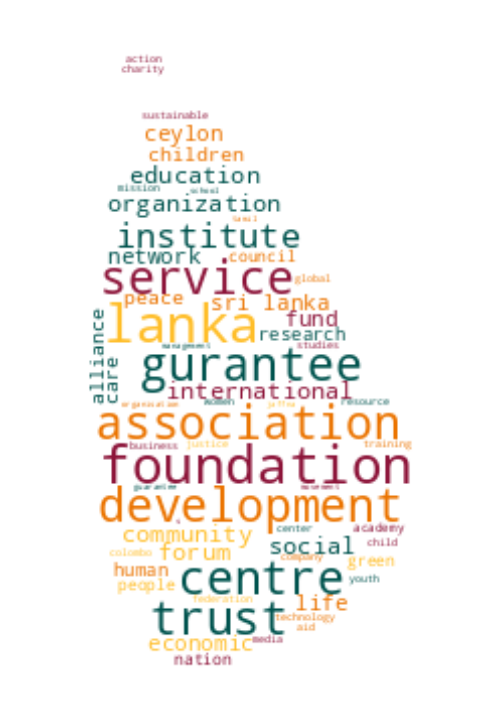 action
charity
sustainable
ceylon
children
education
mission school
organization
tamil
institute
network council
service global
peace sri lanka
lanka fund
research
management studies
gurantee
alliance
care
international
organisation women jaffna resource
association
business justice training
foundation
guarantee movement
development
center academy
community child
social
colombo forum company green
human centre youth
people
federation life
trust technology
aid
economic media
nation